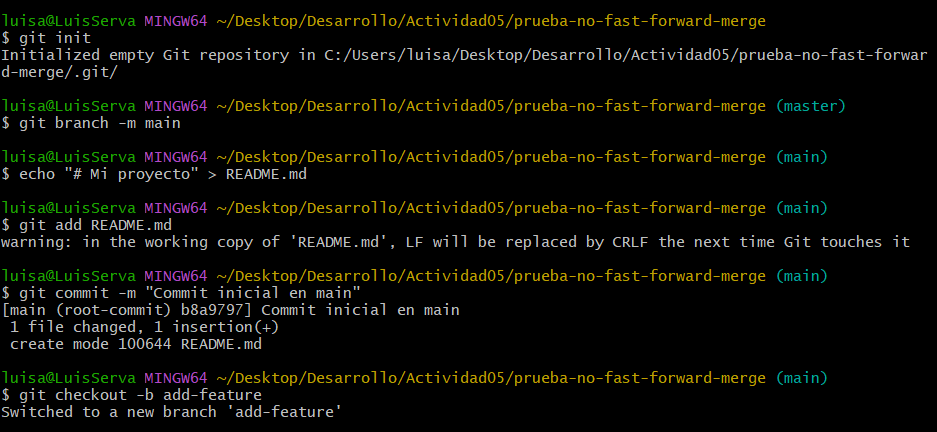 luisa@LuisServa MINGW64 ~/Desktop/Desarrollo/Actividad05/prueba-no-fast-forward-merge
$ git init
Initialized empty Git repository in C:/Users/luisa/Desktop/Desarrollo/Actividad05/prueba-no-fast-forwar
d-merge/.git/
luisa@LuisServa MINGW64 ~/Desktop/Desarrollo/Actividad05/prueba-no-fast-forward-merge (master)
$ git branch -m main
luisa@LuisServa MINGW64 ~/Desktop/Desarrollo/Actividad05/prueba-no-fast-forward-merge (main)
$ echo "# Mi proyecto" > README.md
luisa@LuisServa MINGW64 ~/Desktop/Desarrollo/Actividad05/prueba-no-fast-forward-merge (main)
$ git add README.md
warning: in the working copy of 'README.md', LF will be replaced by CRLF the next time Git touches it
luisa@LuisServa MINGW64 ~/Desktop/Desarrollo/Actividad05/prueba-no-fast-forward-merge (main)
$ git commit -m "Commit inicial en main"
[main (root-commit) b8a9797] Commit inicial en main
 1 file changed, 1 insertion(+)
 create mode 100644 README.md
luisa@LuisServa MINGW64 ~/Desktop/Desarrollo/Actividad05/prueba-no-fast-forward-merge (main)
$ git checkout -b add-feature
Switched to a new branch 'add-feature'